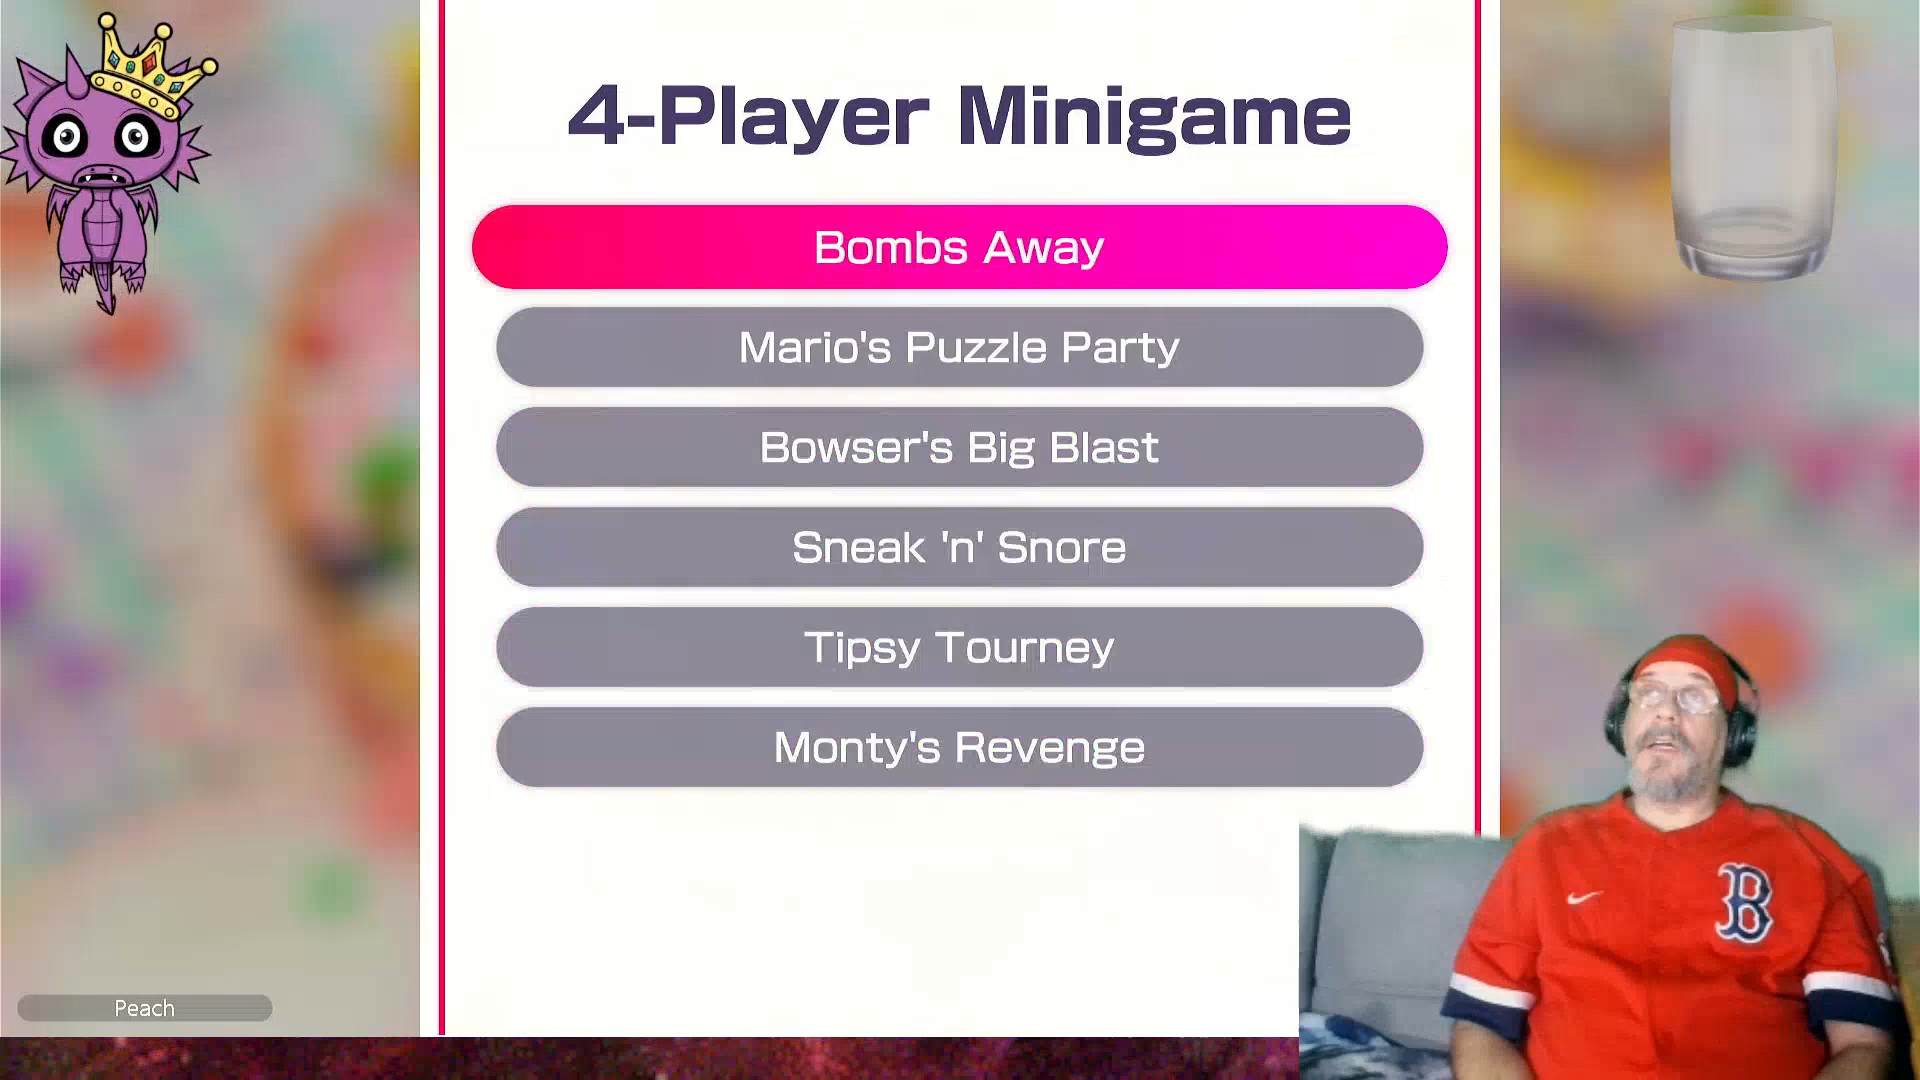 4-Player Minigame
Bombs Away
Mario's Puzzle Party
Bowser's Big Blast
Sneak 'n' Snore
Tipsy Tourney
Monty's Revenge
B
Peach